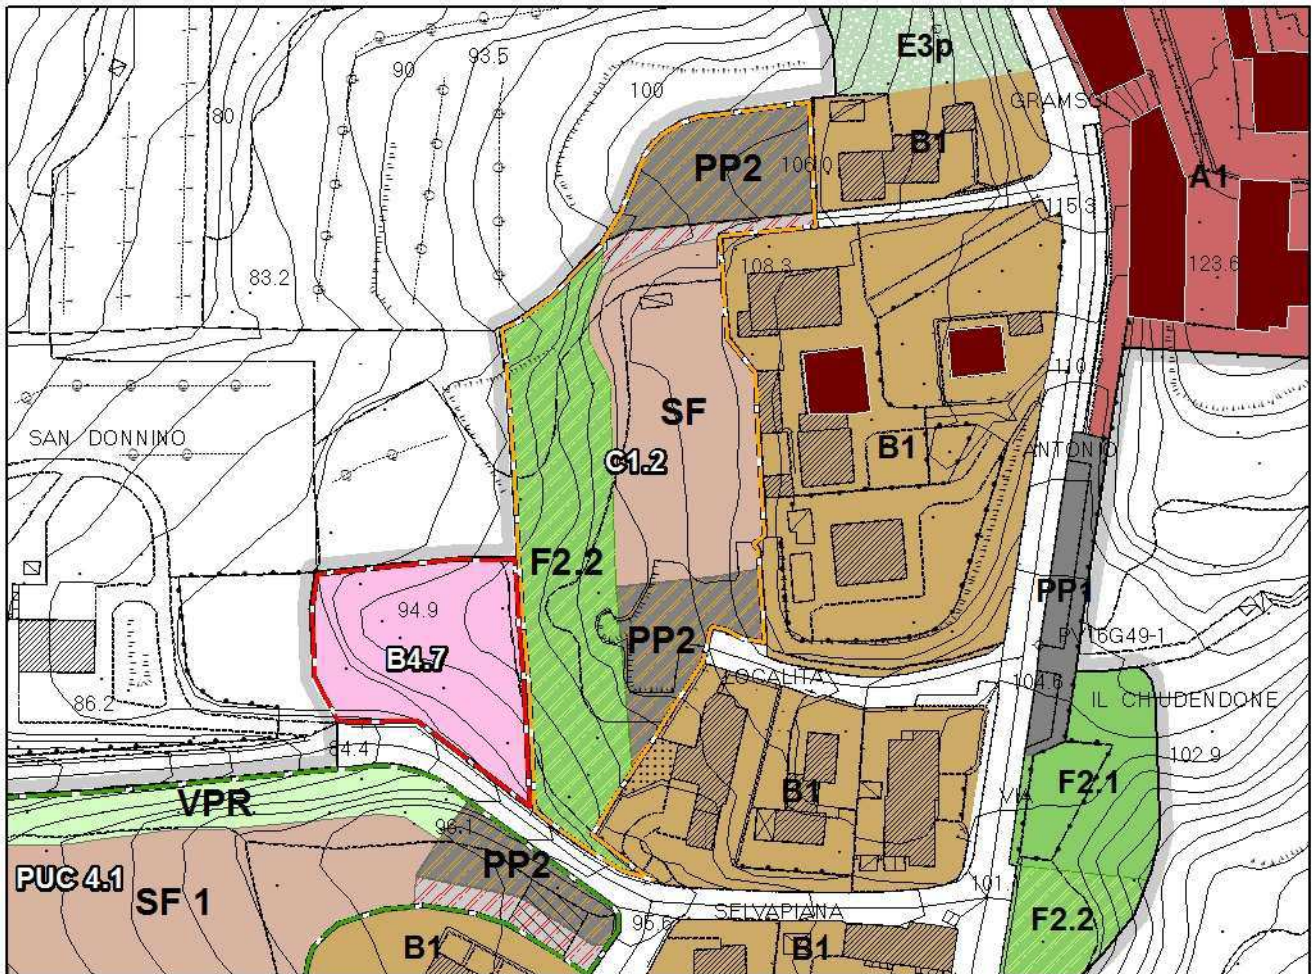 E3p
93.5
90
100
GRAMSCI
80
PP2
106.0
B1
A1
115.3
123.6
83.2
108.3
SF
SAN DONNINO
C1.2
B1
ANTONIO
F2.2
94.9
PP1
B4.7
PP2
PV16G49-1
LOCALITA'
104.6
IL CHIUDENDONE
86.2
84.4
102.9
VPR
B1
VIA
F2.1
96.1
PP2
PUC 4.1
SF 1
101.
SELVAPIANA
F2.2
95.6
B1
B1